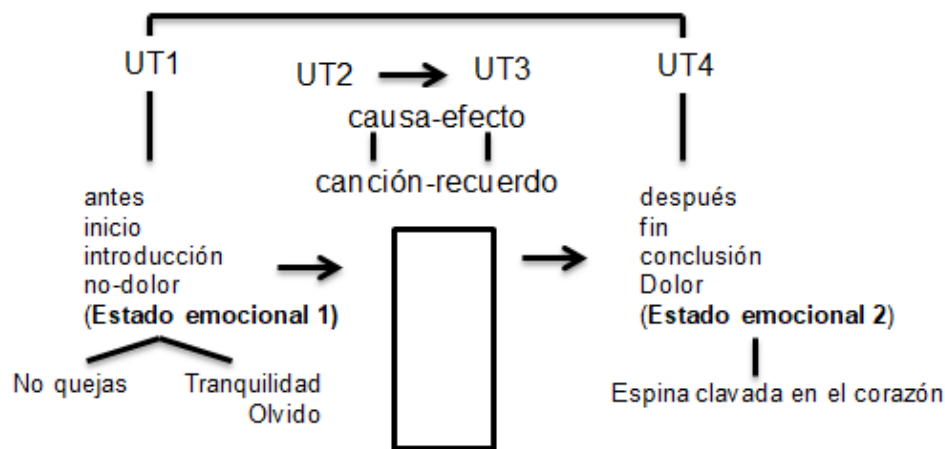 UT1
UT2
UT3
UT4
causa-efecto
canción-recuerdo
antes
inicio
introducción
no-dolor
(Estado emocional 1)
después
fin
conclusión
Dolor
(Estado emocional 2)
No quejas
Tranquilidad
Olvido
Espina clavada en el corazón